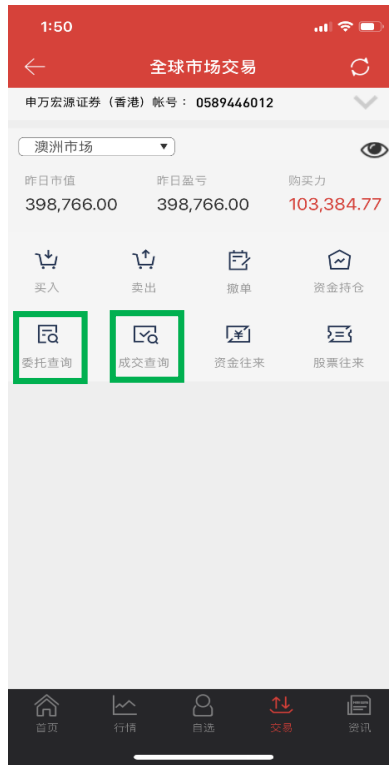 1:50
全球市场交易
申万宏源证券（香港）帐号： 0589446012
澳洲市场
昨日市值 昨日盈亏 购买力
398,766.00 398,766.00 103,384.77
买入 卖出 撤单 资金持仓
委托查询 成交查询 资金往来 股票往来
首页 行情 自选 交易 资讯